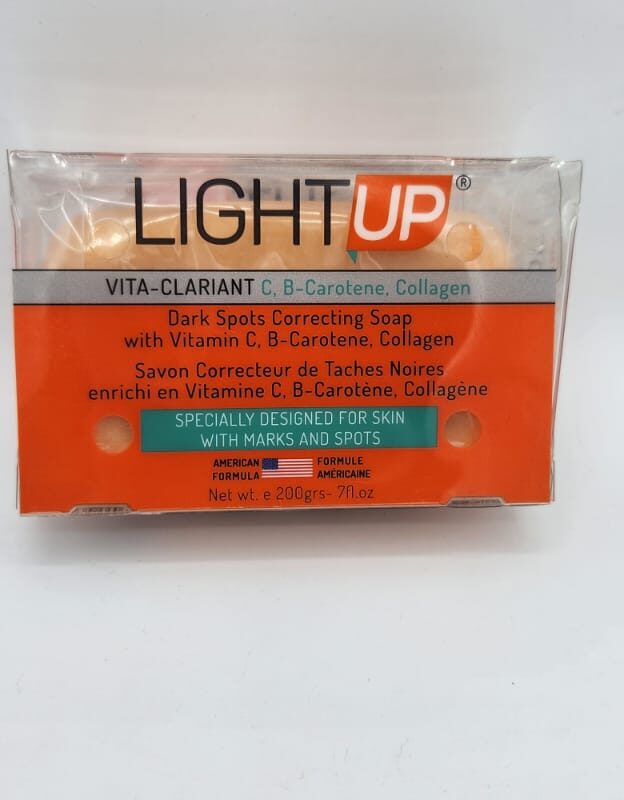 LIGHTUP®
VITA-CLARIANT C, B-Carotene, Collagen
Dark Spots Correcting Soap
with Vitamin C, B-Carotene, Collagen
Savon Correcteur de Taches Noires
enrichi en Vitamine C, B-Carotène, Collagène
SPECIALLY DESIGNED FOR SKIN
WITH MARKS AND SPOTS
AMERICAN FORMULE
FORMULA AMÉRICAINE
Net wt. e 200grs- 7fl.oz